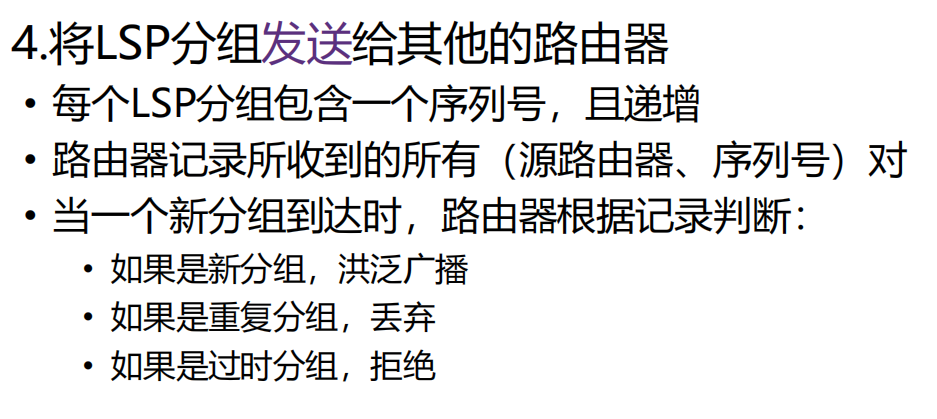 4.将LSP分组发送给其他的路由器
• 每个LSP分组包含一个序列号，且递增
• 路由器记录所收到的所有（源路由器、序列号）对
• 当一个新分组到达时，路由器根据记录判断：
• 如果是新分组，洪泛广播
• 如果是重复分组，丢弃
• 如果是过时分组，拒绝